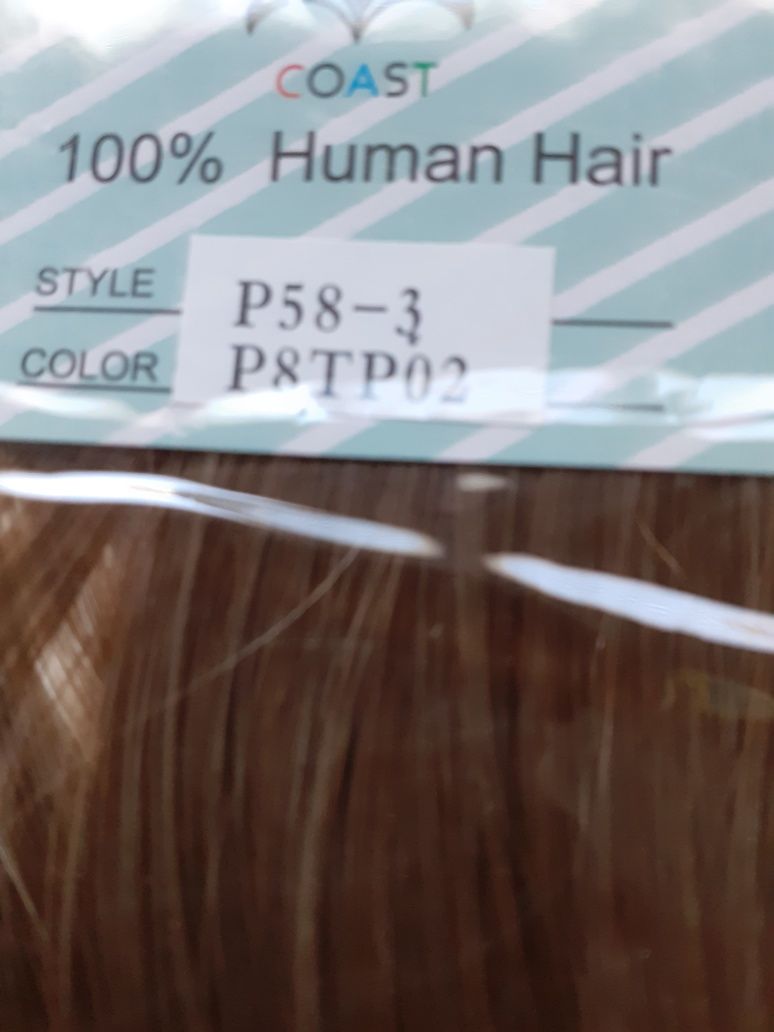 COAST
100% Human Hair
STYLE P58-3
COLOR P8TP02